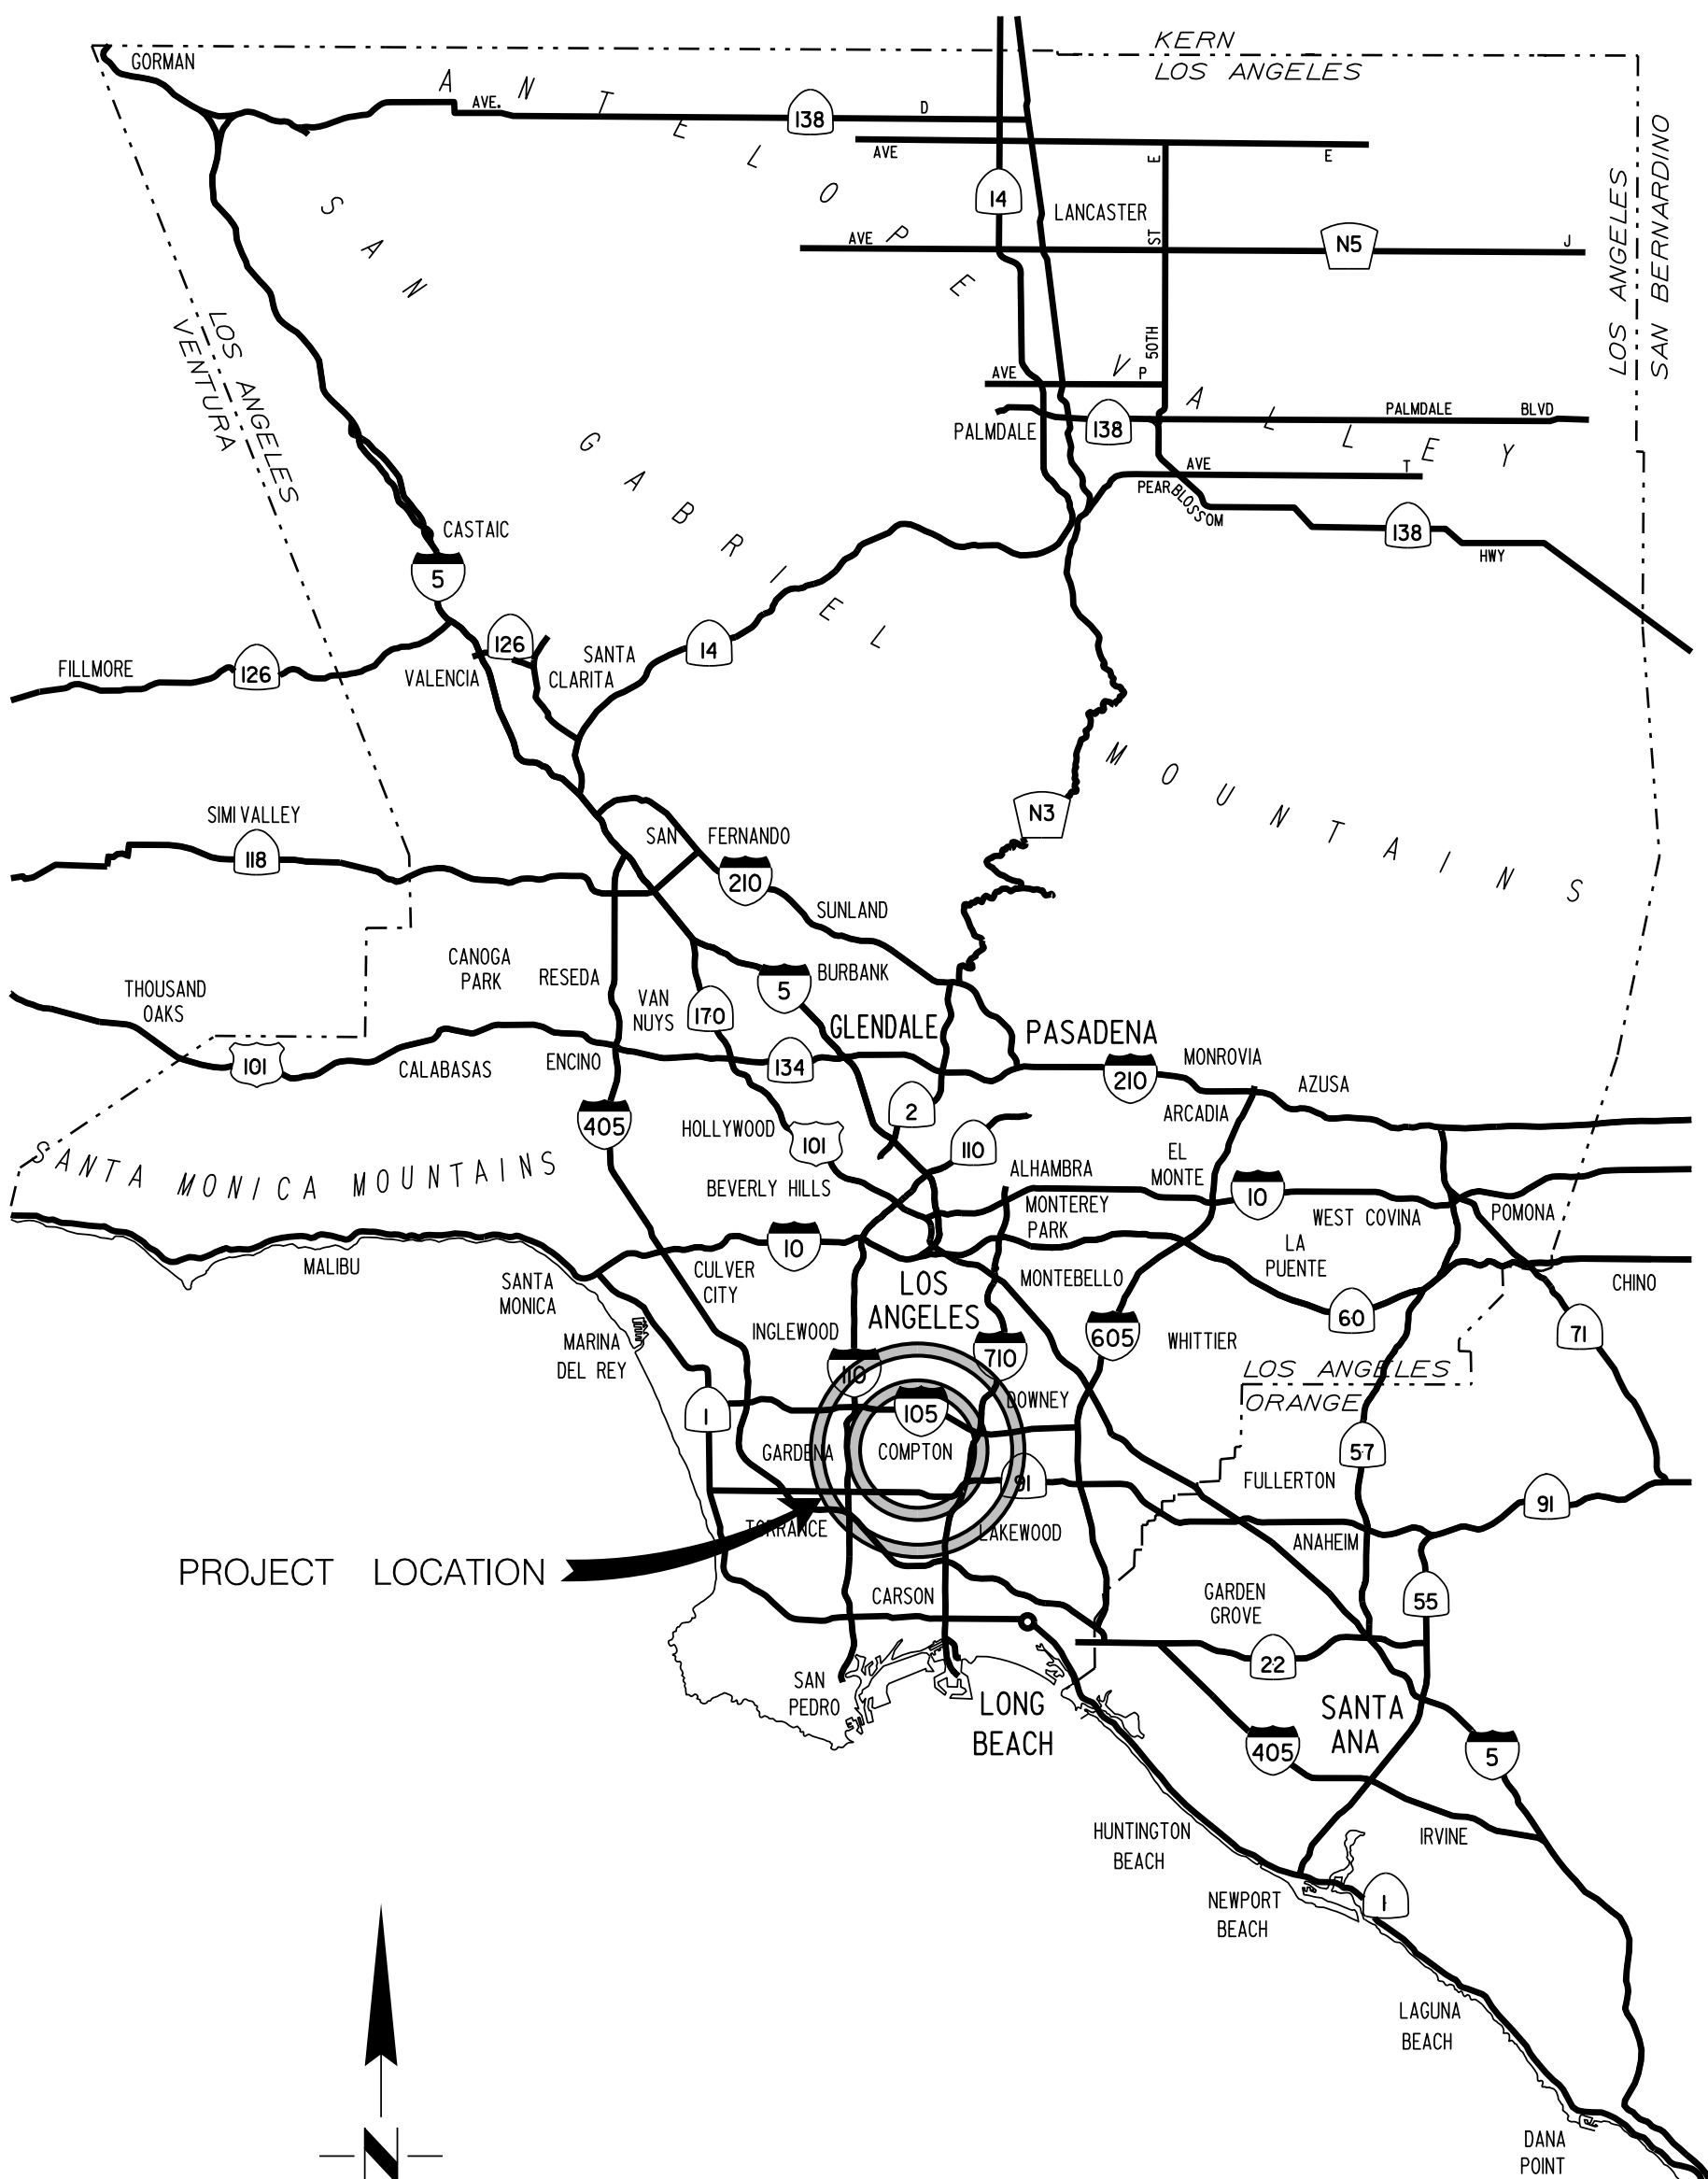 KERN
LOS ANGELES
GORMAN
ANTELOPE VALLEY
AVE.
138
D
AVE
E
E
14
LANCASTER
AVE
ST
N5
J
LOS ANGELES
SAN BERNARDINO
SAN GABRIEL MOUNTAINS
LOS ANGELES
VENTURA
50TH
AVE
P
PALMDALE
138
PALMDALE
BLVD
AVE
T
PEARBLOSSOM
138
HWY
CASTAIC
5
126
FILLMORE
126
VALENCIA
SANTA
CLARITA
14
N3
SIMI VALLEY
118
SAN FERNANDO
210
SUNLAND
CANOGA
PARK
RESEDA
BURBANK
5
THOUSAND
OAKS
VAN
NUYS
170
GLENDALE
PASADENA
101
CALABASAS
ENCINO
134
210
MONROVIA
AZUSA
405
2
ARCADIA
HOLLYWOOD
101
110
EL
MONTE
ALHAMBRA
SANTA MONICA MOUNTAINS
BEVERLY HILLS
MONTEREY
PARK
10
WEST COVINA
POMONA
MALIBU
10
LA
PUENTE
SANTA
MONICA
CULVER
CITY
LOS
ANGELES
MONTEBELLO
CHINO
60
71
INGLEWOOD
605
WHITTIER
MARINA
DEL REY
110
710
LOS ANGELES
ORANGE
1
105
DOWNEY
GARDENA
COMPTON
57
91
FULLERTON
91
TORRANCE
LAKEWOOD
ANAHEIM
PROJECT LOCATION
CARSON
GARDEN
GROVE
55
22
SAN
PEDRO
LONG
BEACH
SANTA
ANA
405
5
HUNTINGTON
BEACH
IRVINE
NEWPORT
BEACH
1
LAGUNA
BEACH
DANA
POINT
N